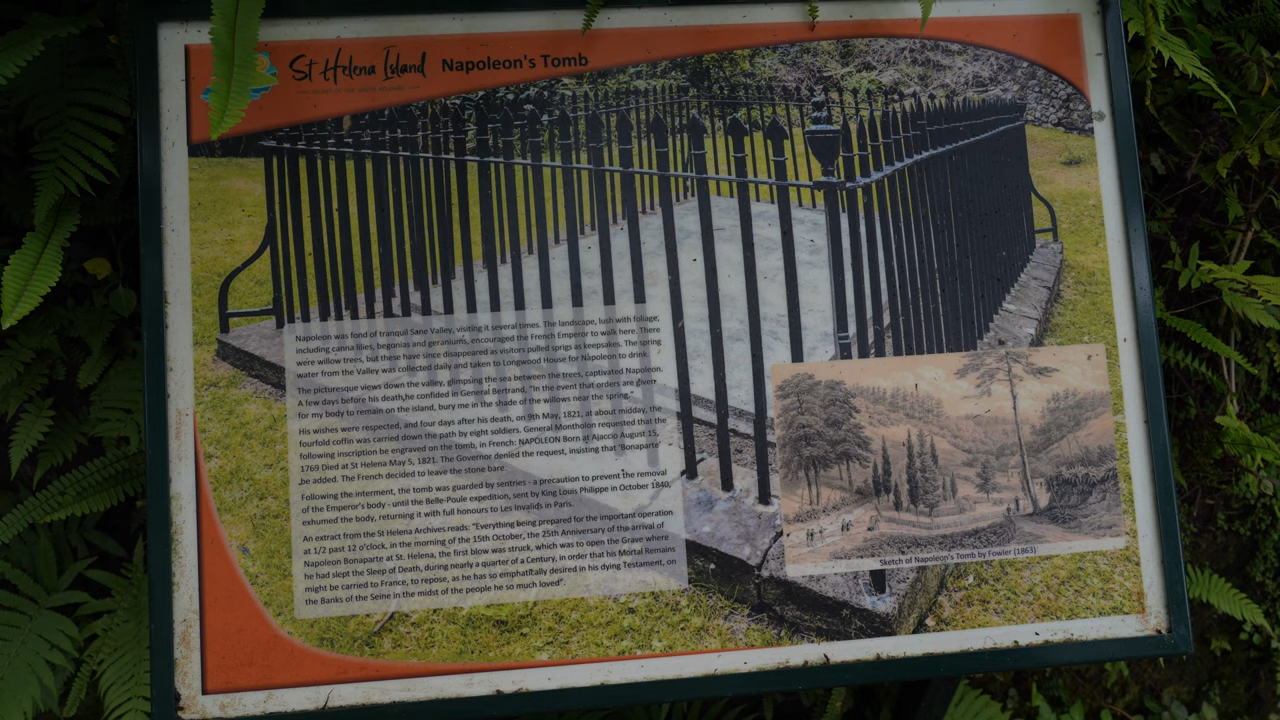 St Helena Island Napoleon's Tomb
SECRET OF THE SOUTH ATLANTIC
Napoleon was fond of tranquil Sane Valley, visiting it several times. The landscape, lush with foliage,
including canna lilies, begonias and geraniums, encouraged the French Emperor to walk here. There
were willow trees, but these have since disappeared as visitors pulled sprigs as keepsakes. The spring
water from the Valley was collected daily and taken to Longwood House for Napoleon to drink.
The picturesque views down the valley, glimpsing the sea between the trees, captivated Napoleon.
A few days before his death, he confided in General Bertrand, "In the event that orders are given
for my body to remain on the island, bury me in the shade of the willows near the spring."
His wishes were respected, and four days after his death, on 9th May, 1821, at about midday, the
fourfold coffin was carried down the path by eight soldiers. General Montholon requested that the
following inscription be engraved on the tomb, in French: NAPOLEON Born at Ajaccio August 15,
1769 Died at St Helena May 5, 1821. The Governor denied the request, insisting that 'Bonaparte'
be added. The French decided to leave the stone bare.
Following the interment, the tomb was guarded by sentries - a precaution to prevent the removal
of the Emperor's body - until the Belle-Poule expedition, sent by King Louis Philippe in October 1840,
exhumed the body, returning it with full honours to Les Invalids in Paris.
An extract from the St Helena Archives reads: "Everything being prepared for the important operation
at 1/2 past 12 o'clock, in the morning of the 15th October, the 25th Anniversary of the arrival of
Napoleon Bonaparte at St. Helena, the first blow was struck, which was to open the Grave where
he had slept the Sleep of Death, during nearly a quarter of a Century, in order that his Mortal Remains
might be carried to France, to repose, as he has so emphatically desired in his dying Testament, on
the Banks of the Seine in the midst of the people he so much loved".
Sketch of Napoleon's Tomb by Fowler (1863)